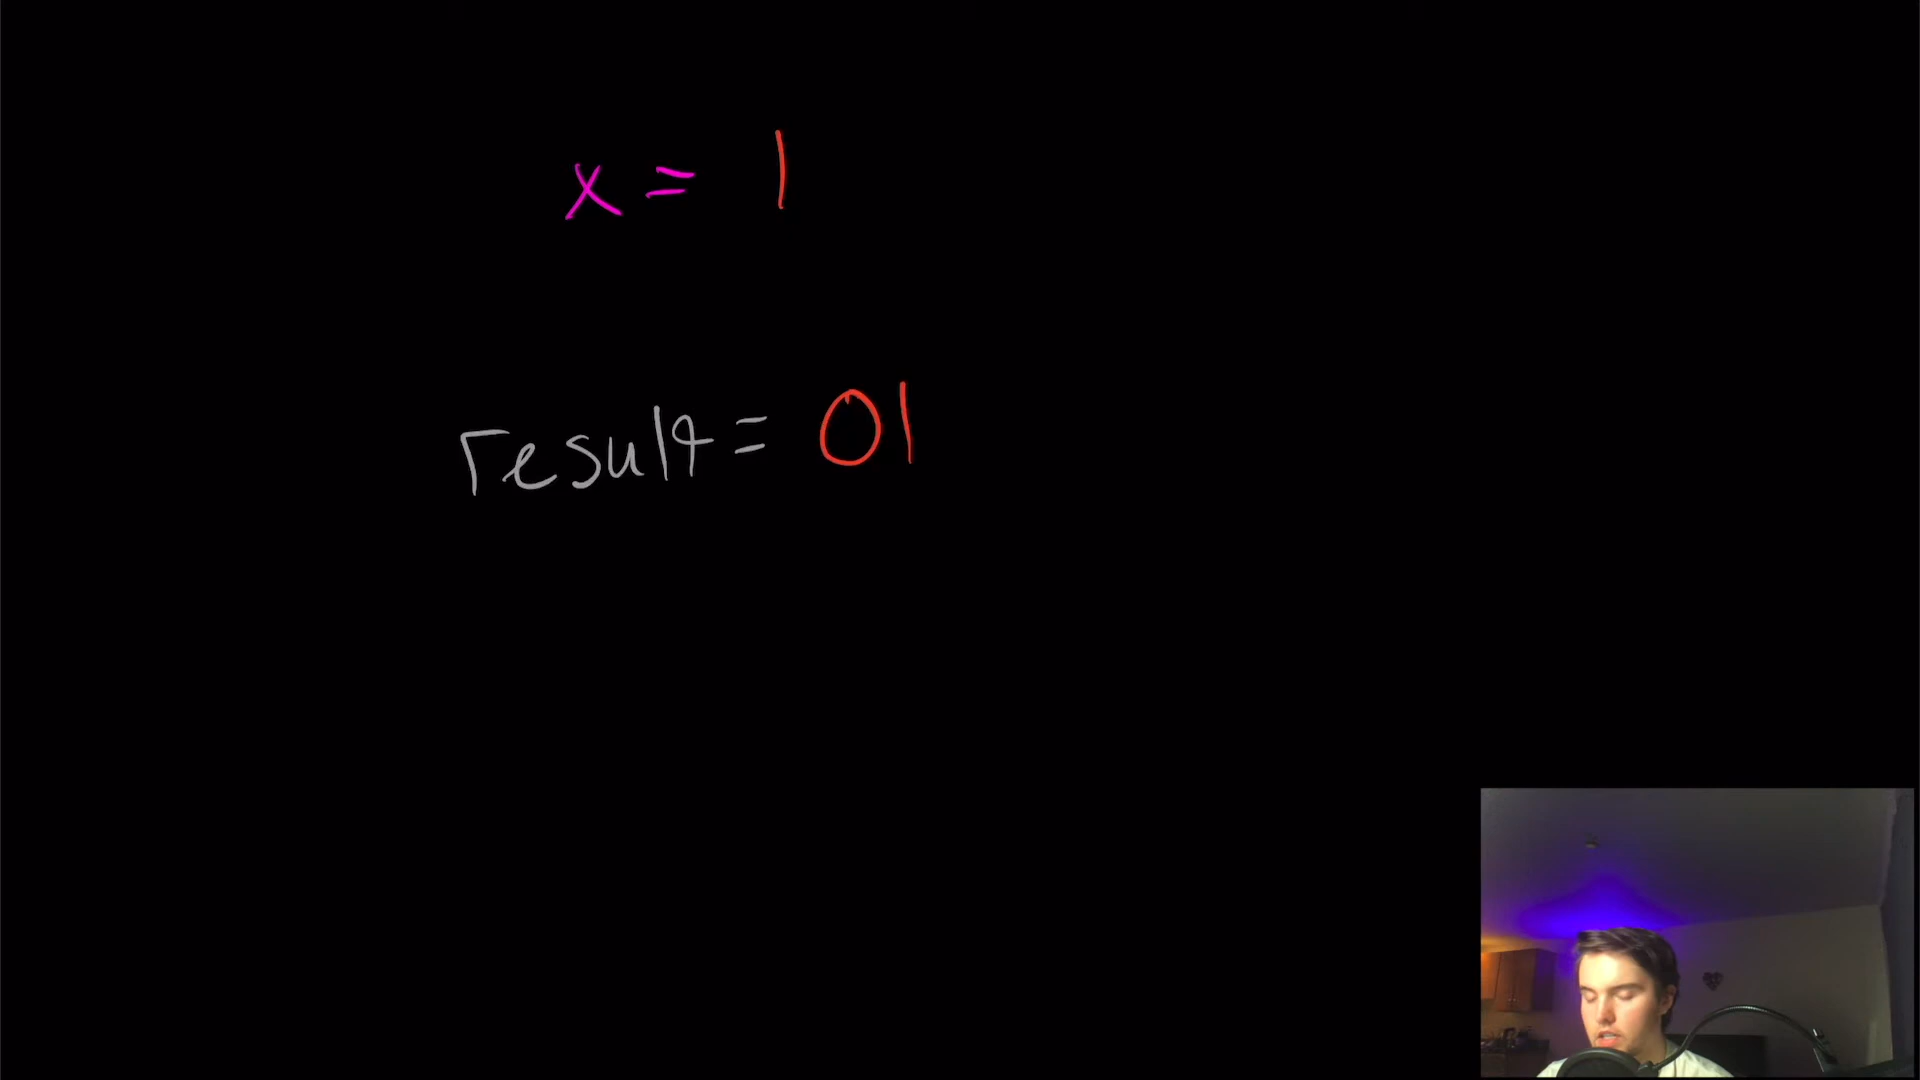 x = 1
result = 01